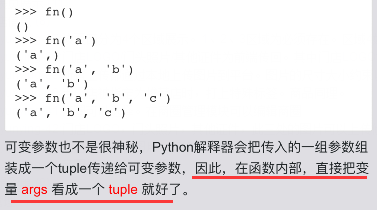 >>> fn()
()
>>> fn('a')
('a',)
>>> fn('a', 'b')
('a', 'b')
>>> fn('a', 'b', 'c')
('a', 'b', 'c')
可变参数也不是很神秘，Python解释器会把传入的一组参数组
装成一个tuple传递给可变参数，因此，在函数内部，直接把变
量 args 看成一个 tuple 就好了。